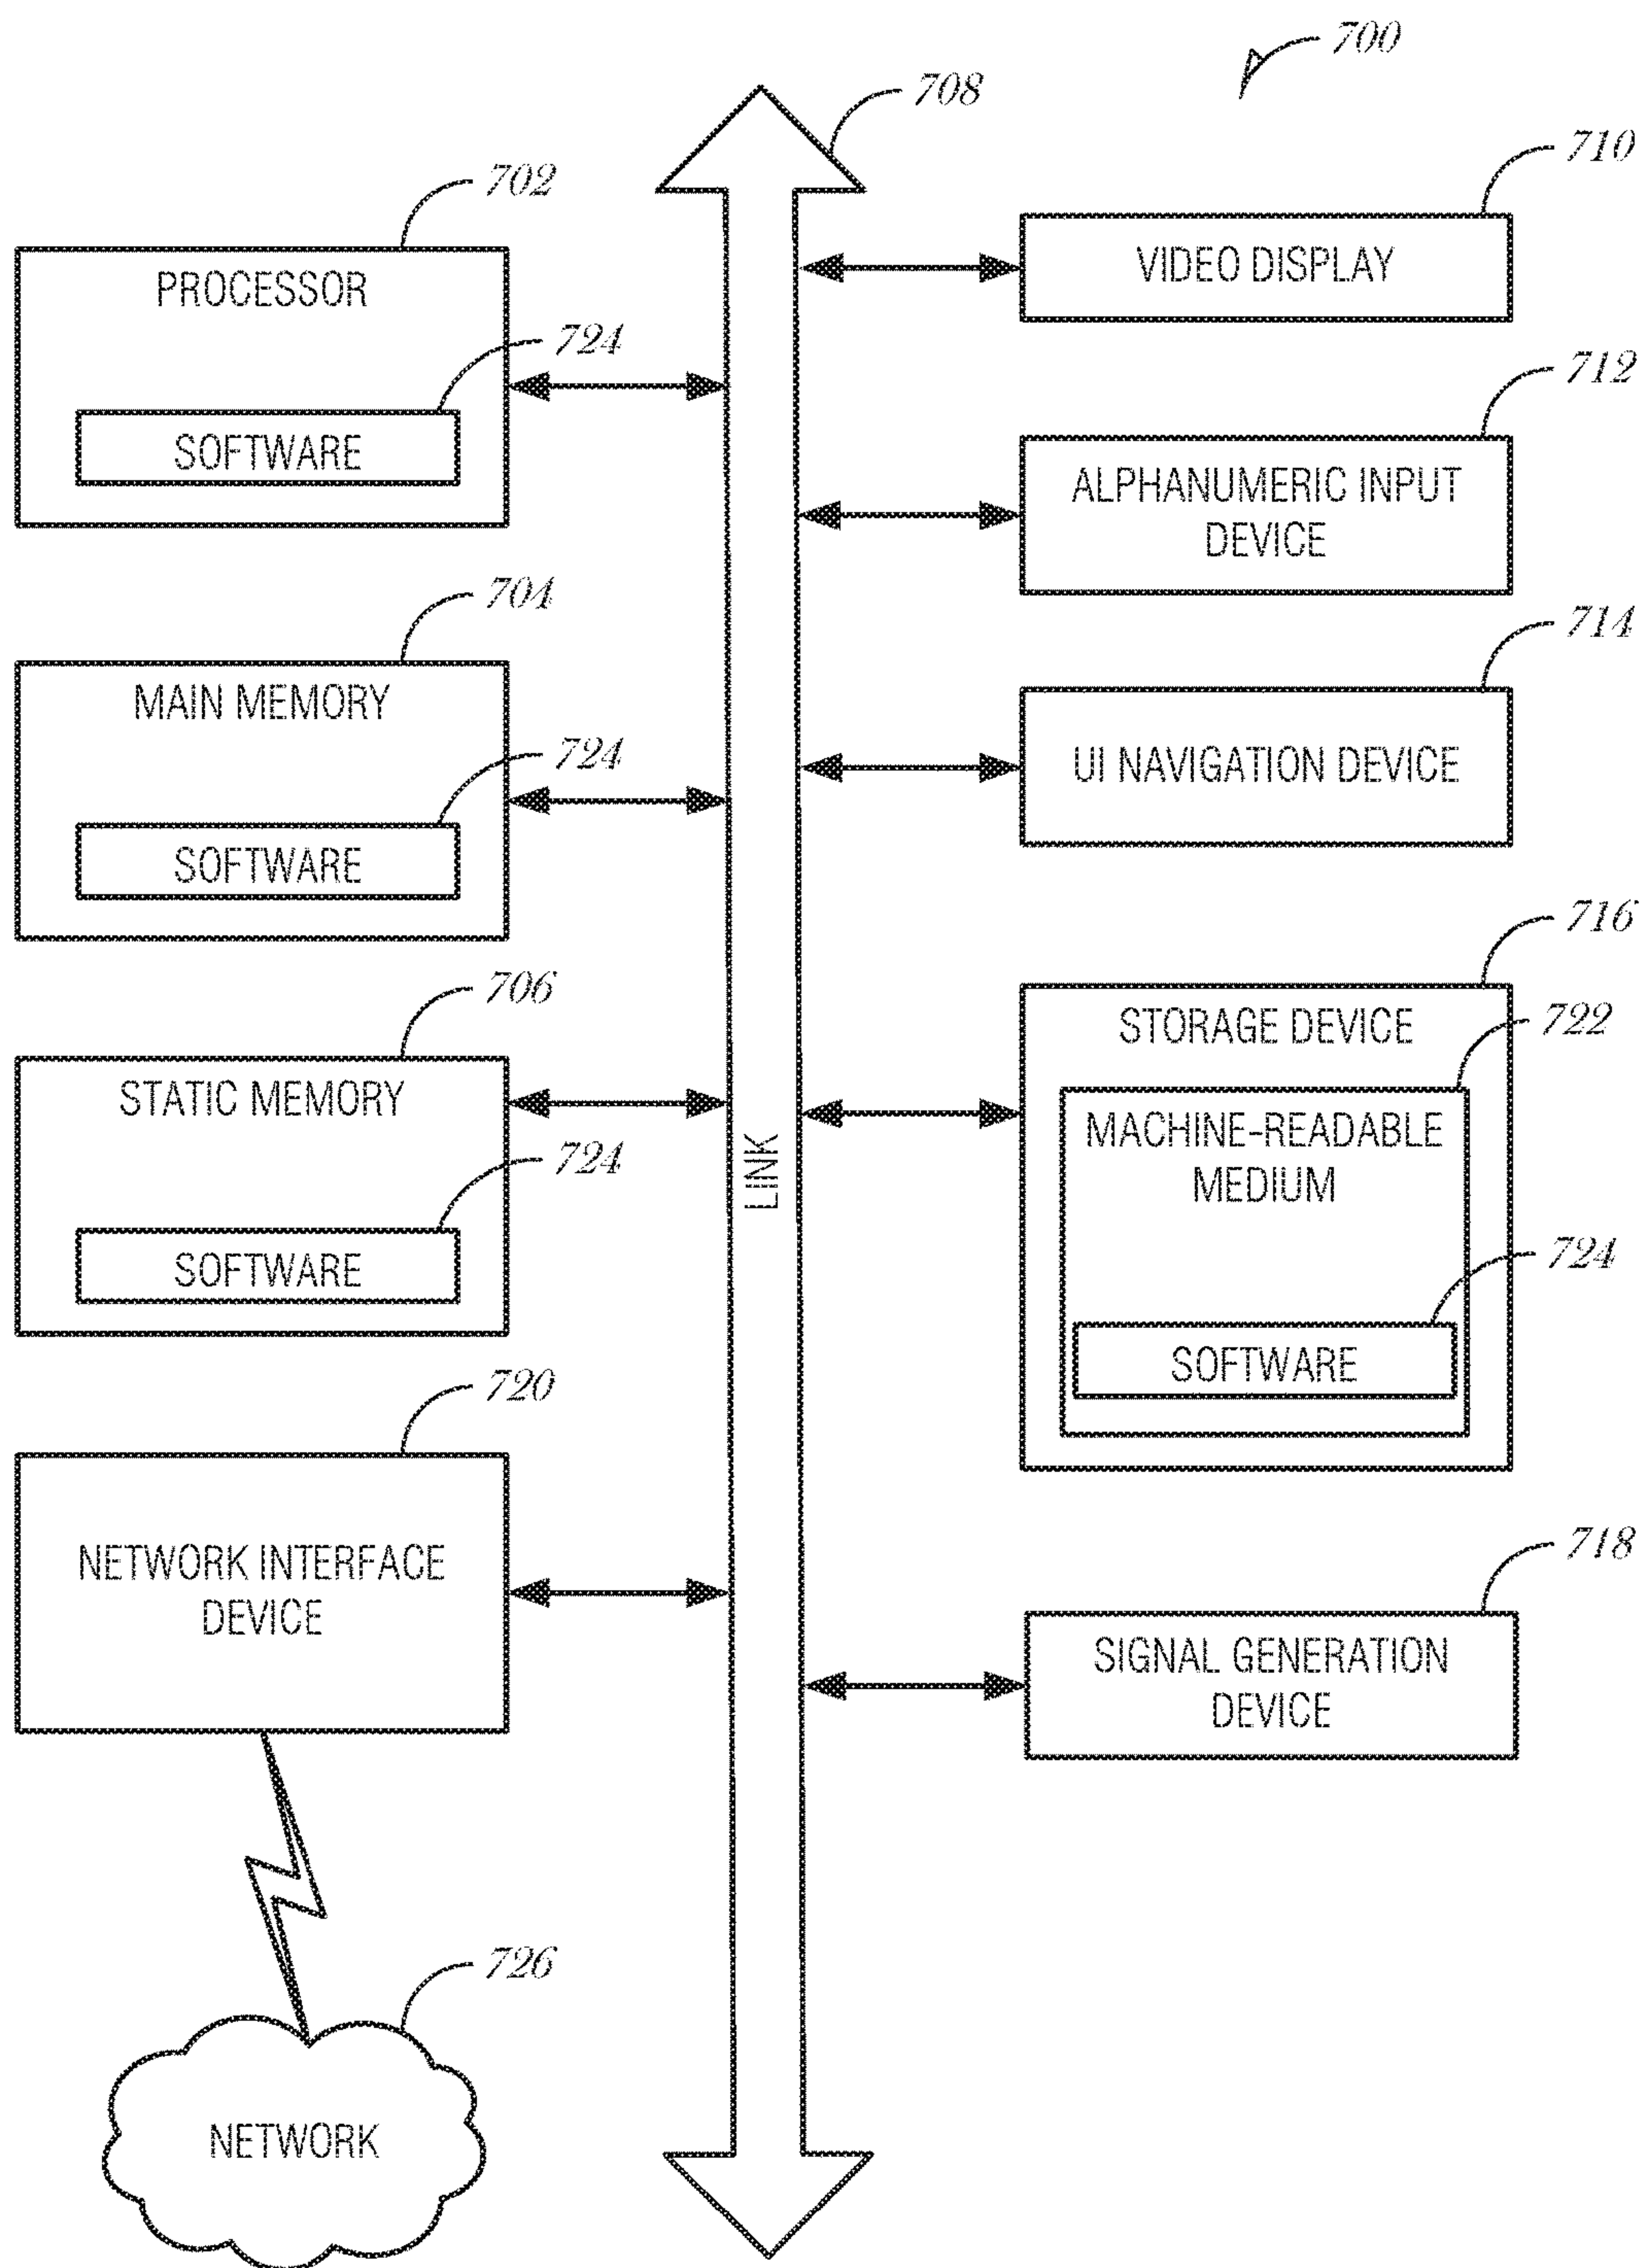 700
708
702
PROCESSOR
724
SOFTWARE
704
MAIN MEMORY
724
SOFTWARE
706
STATIC MEMORY
724
SOFTWARE
720
NETWORK INTERFACE
DEVICE
726
NETWORK
LINK
710
VIDEO DISPLAY
712
ALPHANUMERIC INPUT
DEVICE
714
UI NAVIGATION DEVICE
716
STORAGE DEVICE
722
MACHINE-READABLE
MEDIUM
724
SOFTWARE
718
SIGNAL GENERATION
DEVICE